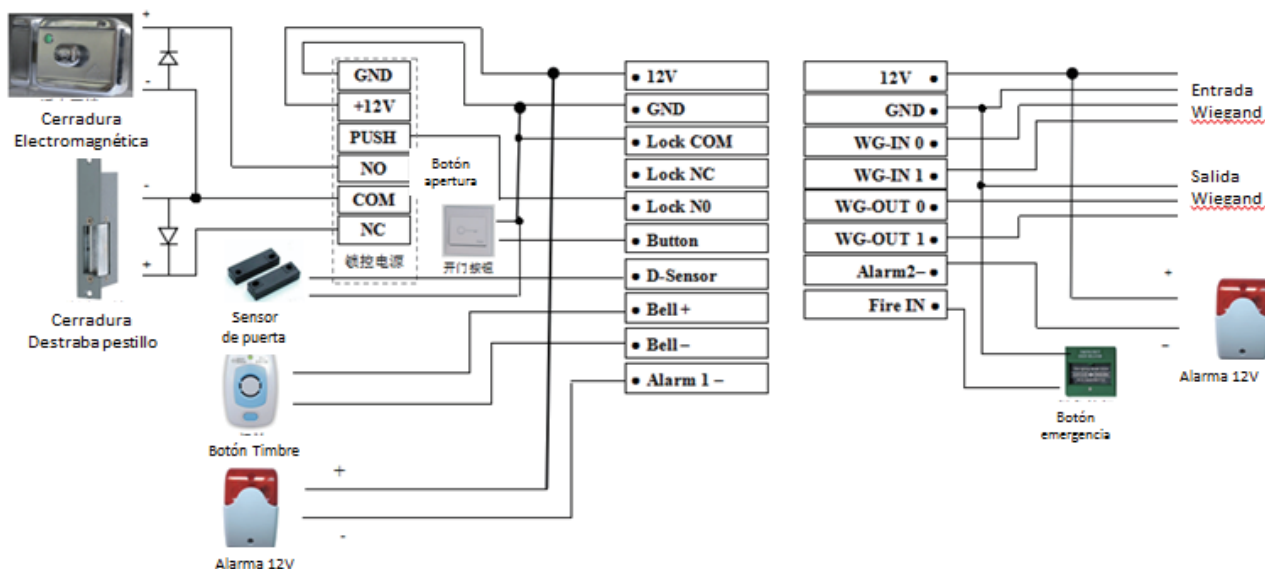 +
-
Cerradura
Electromagnética
-
+
Cerradura
Destraba pestillo
GND
+12V
PUSH
NO
COM
NC
锁控电源
Botón
apertura
开门按钮
Sensor
de puerta
Botón Timbre
+
-
Alarma 12V
12V
GND
Lock COM
Lock NC
Lock N0
Button
D-Sensor
Bell+
Bell–
Alarm 1 –
12V
GND
WG-IN 0
WG-IN 1
WG-OUT 0
WG-OUT 1
Alarm2–
Fire IN
Entrada
Wiegand
Salida
Wiegand
+
–
Alarma 12V
Botón
emergencia